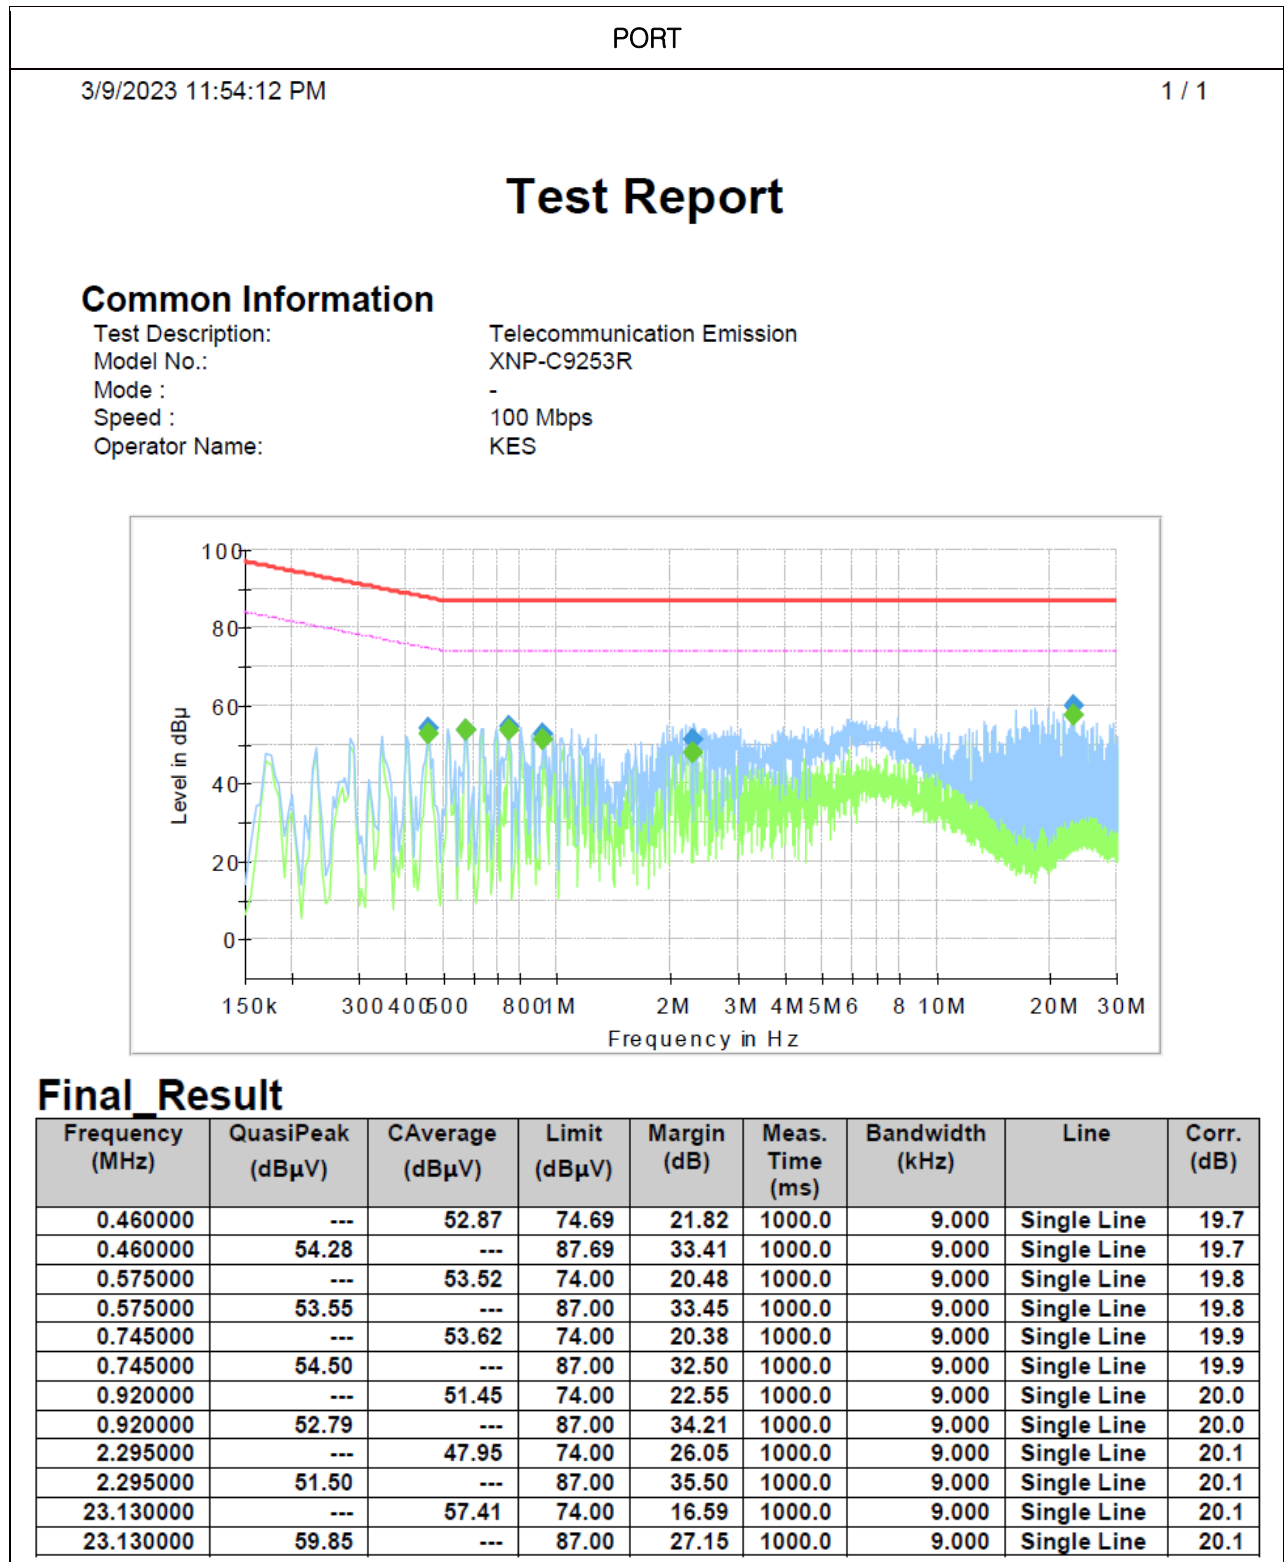 PORT
3/9/2023 11:54:12 PM 1 / 1
Test Report
Common Information
Test Description: Telecommunication Emission
Model No.: XNP-C9253R
Mode : -
Speed : 100 Mbps
Operator Name: KES
100
80
60
40
20
0
Level in dBµ
150k 300 400 500 800 1M 2M 3M 4M 5M 6 8 10M 20M 30M
Frequency in Hz
Final_Result
Frequency (MHz) QuasiPeak (dBµV) CAverage (dBµV) Limit (dBµV) Margin (dB) Meas. Time (ms) Bandwidth (kHz) Line Corr. (dB)
0.460000 --- 52.87 74.69 21.82 1000.0 9.000 Single Line 19.7
0.460000 54.28 --- 87.69 33.41 1000.0 9.000 Single Line 19.7
0.575000 --- 53.52 74.00 20.48 1000.0 9.000 Single Line 19.8
0.575000 53.55 --- 87.00 33.45 1000.0 9.000 Single Line 19.8
0.745000 --- 53.62 74.00 20.38 1000.0 9.000 Single Line 19.9
0.745000 54.50 --- 87.00 32.50 1000.0 9.000 Single Line 19.9
0.920000 --- 51.45 74.00 22.55 1000.0 9.000 Single Line 20.0
0.920000 52.79 --- 87.00 34.21 1000.0 9.000 Single Line 20.0
2.295000 --- 47.95 74.00 26.05 1000.0 9.000 Single Line 20.1
2.295000 51.50 --- 87.00 35.50 1000.0 9.000 Single Line 20.1
23.130000 --- 57.41 74.00 16.59 1000.0 9.000 Single Line 20.1
23.130000 59.85 --- 87.00 27.15 1000.0 9.000 Single Line 20.1